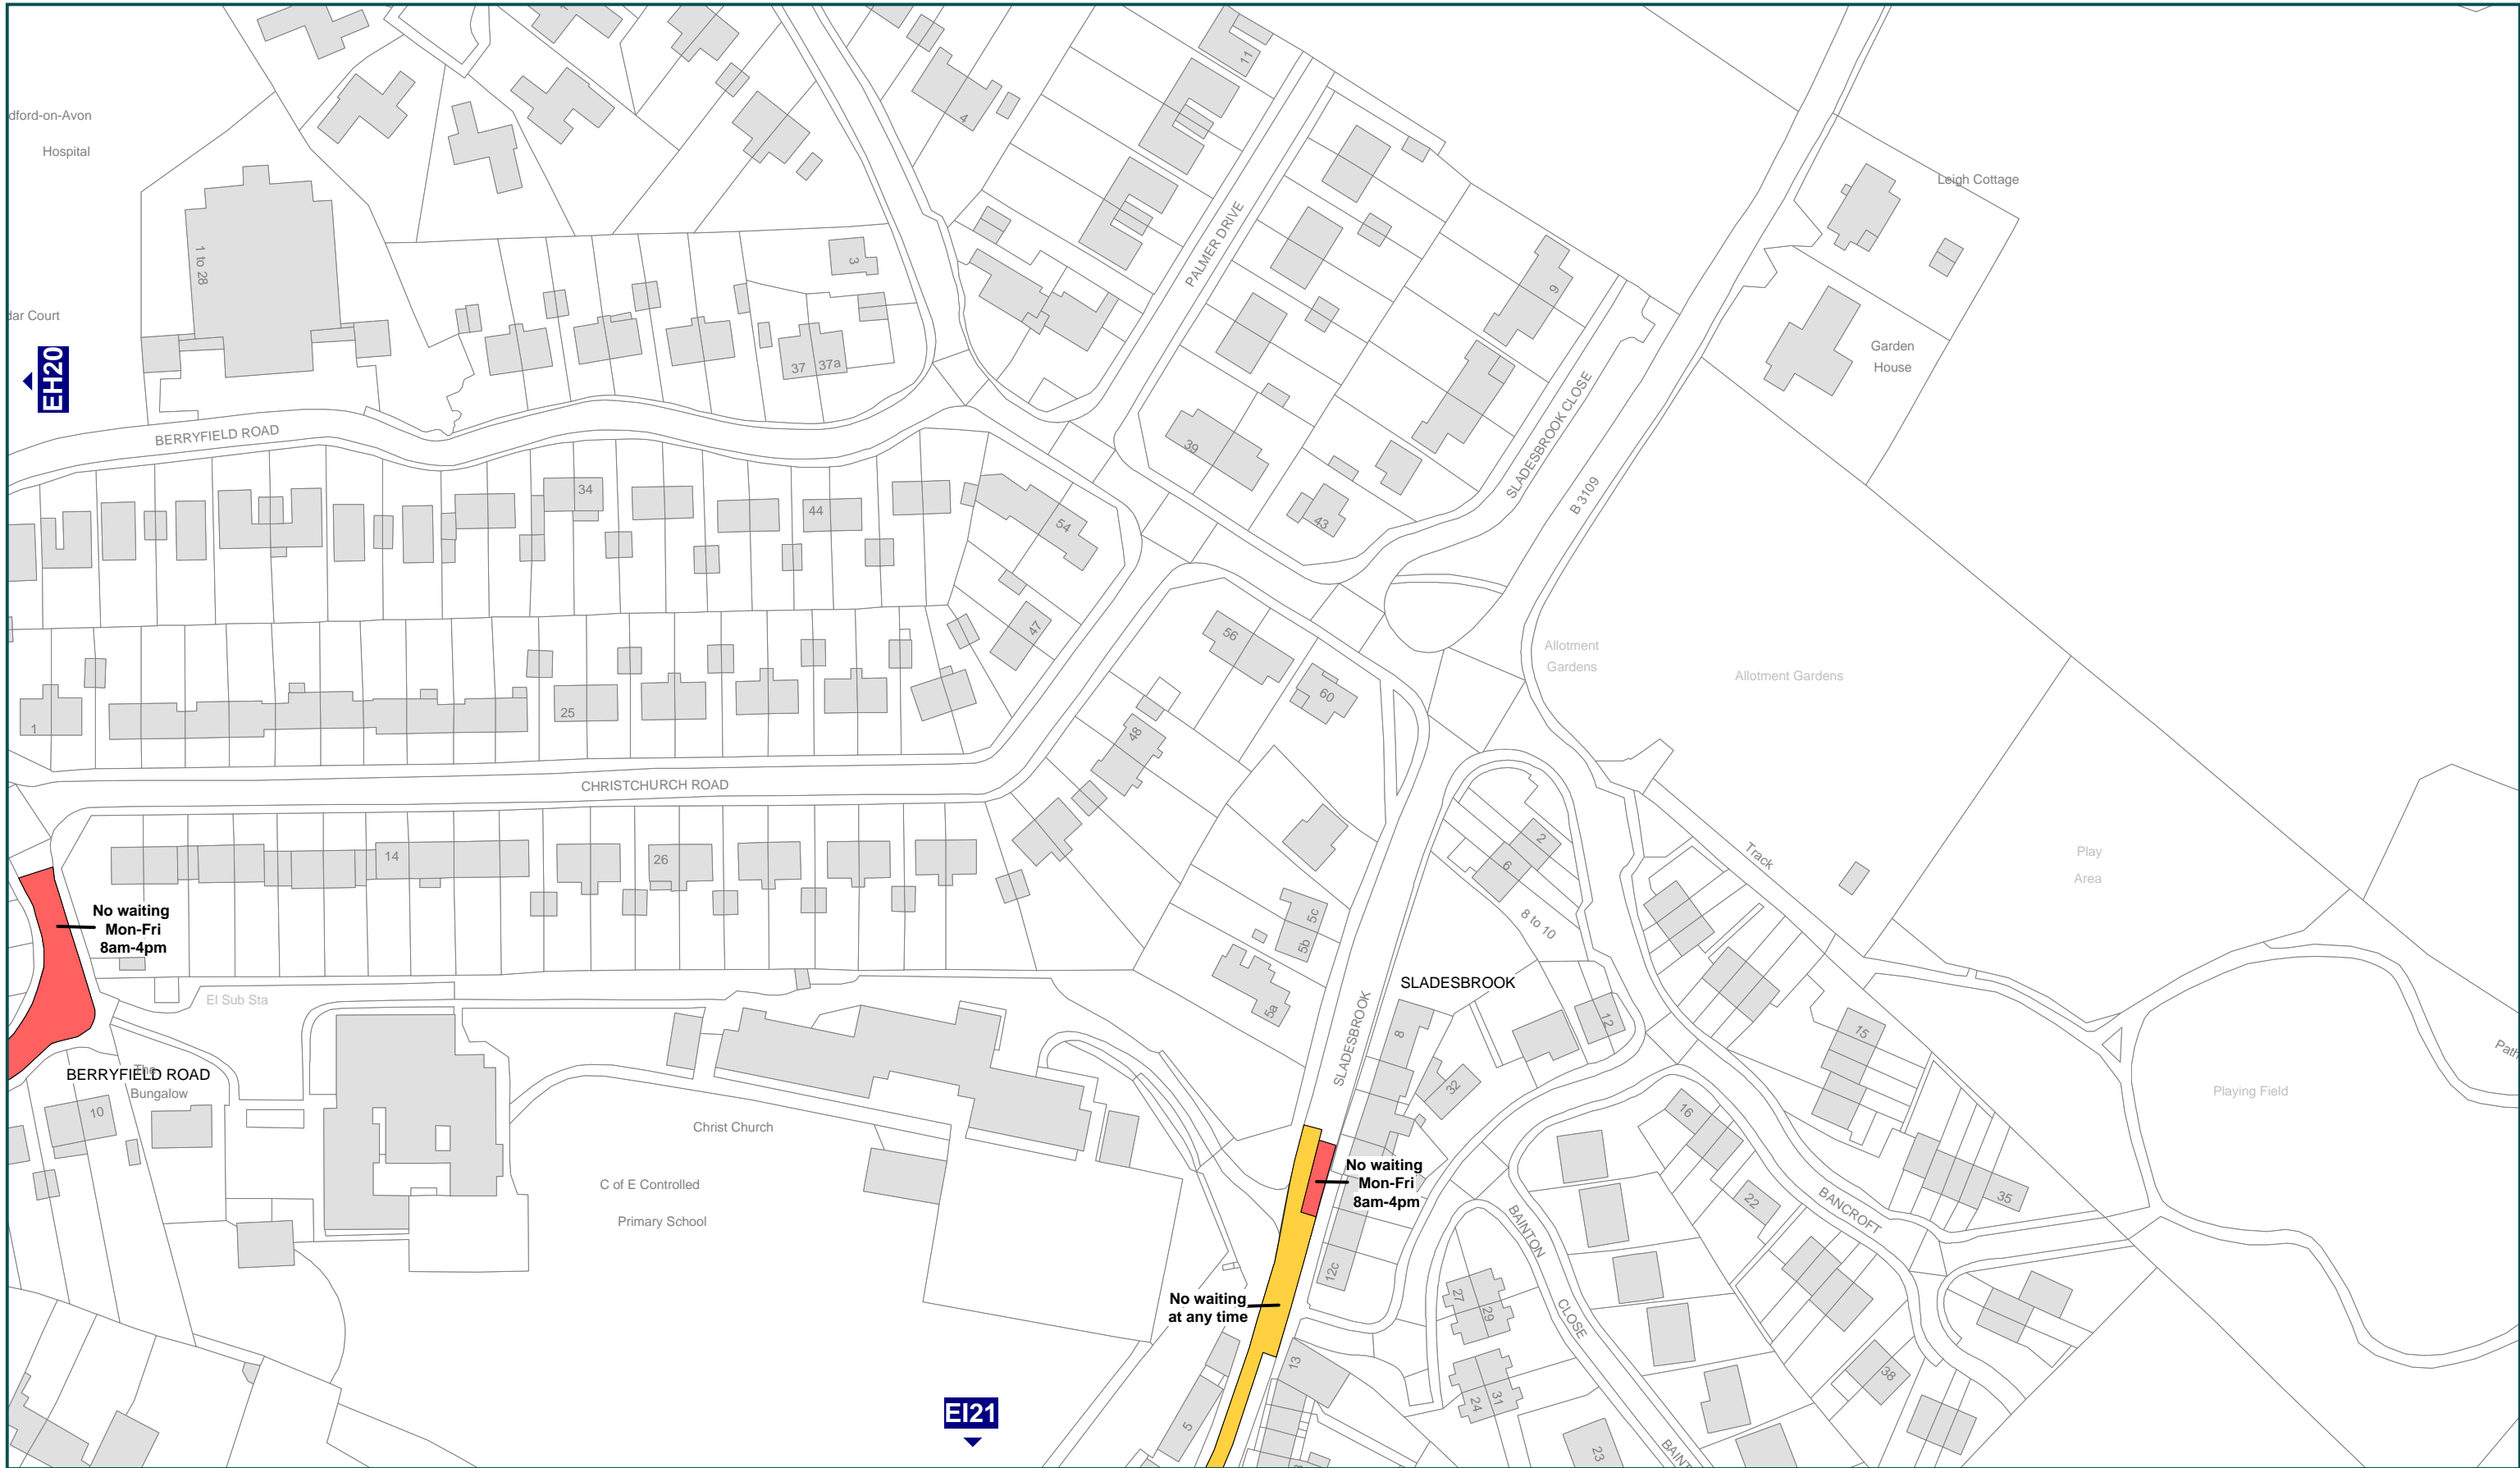 11
4
dford-on-Avon
Hospital
Leigh Cottage
PALMER DRIVE
3
1 to 28
9
dar Court
EH20
37 37a
Garden
House
BERRYFIELD ROAD
SLADESBROOK CLOSE
39
B 3109
34
44
54
43
47
56
60
Allotment
Gardens
Allotment Gardens
1
25
48
CHRISTCHURCH ROAD
14
26
2
6
Track
Play
Area
No waiting
Mon-Fri
8am-4pm
5c
5b
8 to 10
SLADESBROOK
El Sub Sta
5a
12
8
15
SLADESBROOK
Path
BERRYFIELD ROAD
The
Bungalow
32
Playing Field
10
16
Christ Church
No waiting
Mon-Fri
8am-4pm
C of E Controlled
Primary School
22
35
BANCROFT
BAINTON
CLOSE
12c
27
29
No waiting
at any time
13
38
24
31
5
EI21
23
BAINT